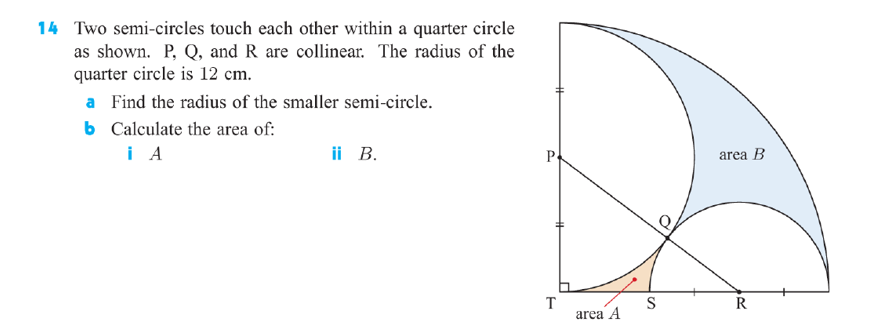 14 Two semi-circles touch each other within a quarter circle
as shown. P, Q, and R are collinear. The radius of the
quarter circle is 12 cm.
a Find the radius of the smaller semi-circle.
b Calculate the area of:
i A ii B.
P
area B
Q
T S R
area A